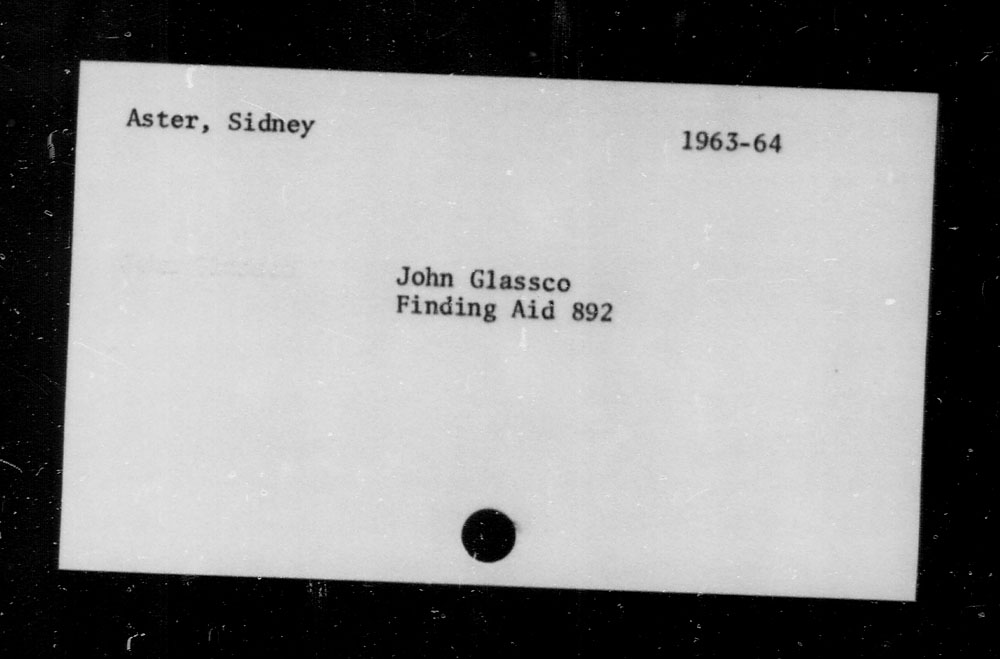 Aster, Sidney
1963-64
John Glassco
Finding Aid 892